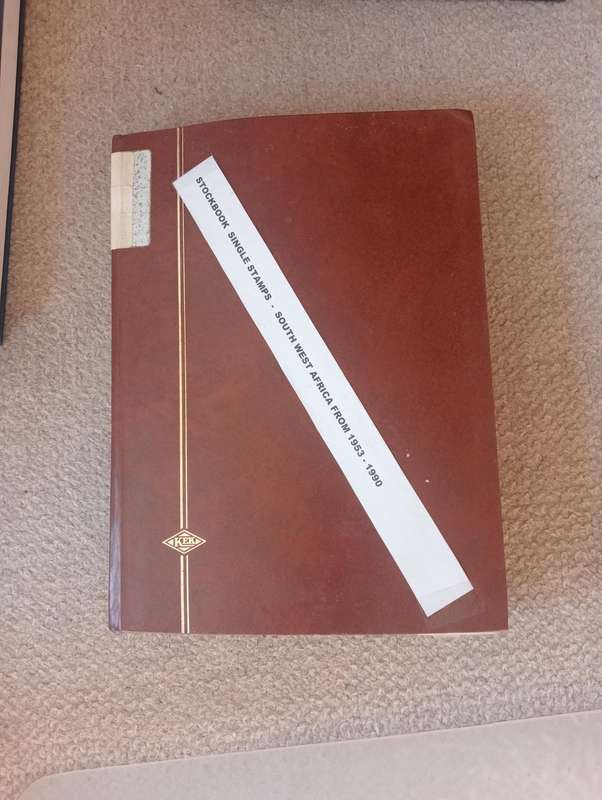 STOCKBOOK SINGLE STAMPS - SOUTH WEST AFRICA FROM 1953 - 1990
KEK